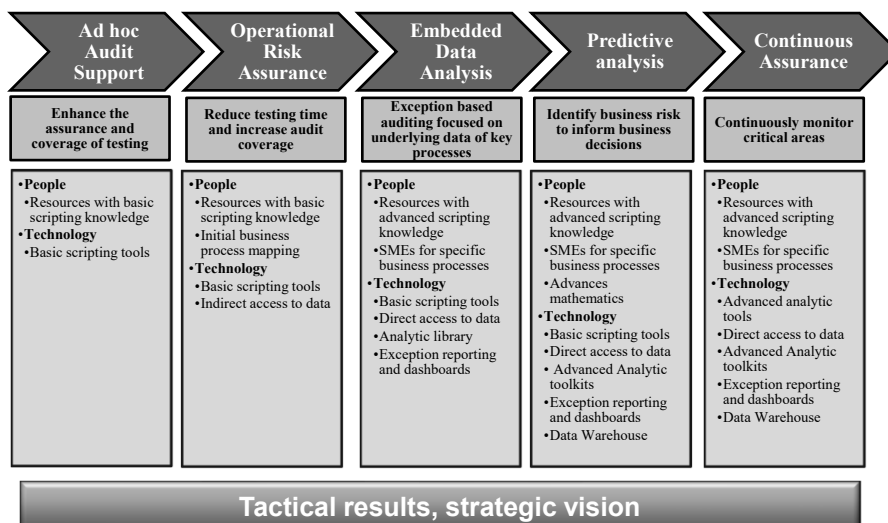 Ad hoc
Audit
Support
Operational
Risk
Assurance
Embedded
Data
Analysis
Predictive
analysis
Continuous
Assurance
Enhance the
assurance and
coverage of testing
Reduce testing time
and increase audit
coverage
Exception based
auditing focused on
underlying data of key
processes
Identify business risk
to inform business
decisions
Continuously monitor
critical areas
•People
•Resources with basic
scripting knowledge
•Technology
•Basic scripting tools
•People
•Resources with basic
scripting knowledge
•Initial business
process mapping
•Technology
•Basic scripting tools
•Indirect access to data
•People
•Resources with
advanced scripting
knowledge
•SMEs for specific
business processes
•Technology
•Basic scripting tools
•Direct access to data
•Analytic library
•Exception reporting
and dashboards
•People
•Resources with
advanced scripting
knowledge
•SMEs for specific
business processes
•Advances
mathematics
•Technology
•Basic scripting tools
•Direct access to data
• Advanced Analytic
toolkits
•Exception reporting
and dashboards
•Data Warehouse
•People
•Resources with
advanced scripting
knowledge
•SMEs for specific
business processes
•Technology
•Advanced analytic
tools
•Direct access to data
•Advanced Analytic
toolkits
•Exception reporting
and dashboards
•Data Warehouse
Tactical results, strategic vision